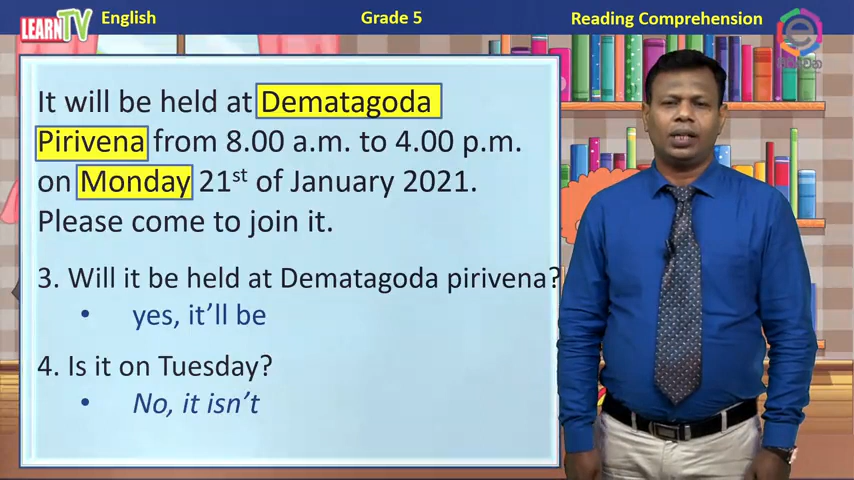 LEARN TV
English
Grade 5
Reading Comprehension
e
It will be held at Dematagoda
Pirivena from 8.00 a.m. to 4.00 p.m.
on Monday 21st of January 2021.
Please come to join it.
3. Will it be held at Dematagoda pirivena?
• yes, it’ll be
4. Is it on Tuesday?
• No, it isn’t